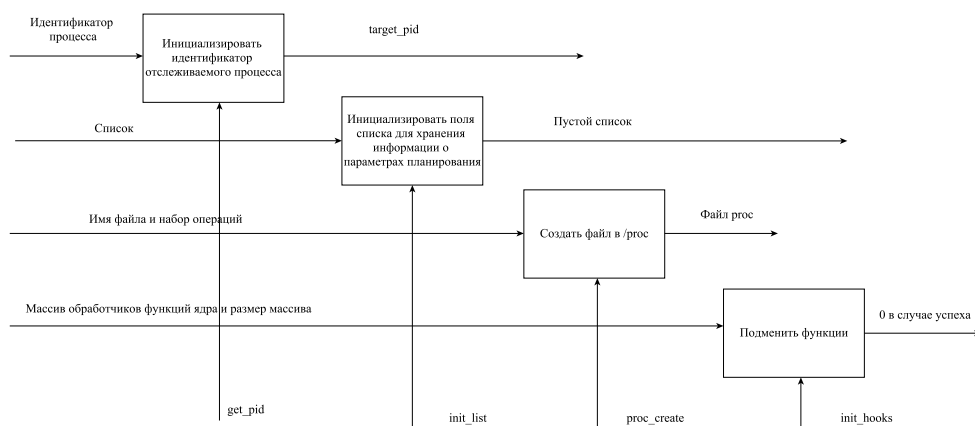 Идентификатор
процесса
Инициализировать
идентификатор
отслеживаемого процесса
target_pid
Список
Инициализировать поля
списка для хранения
информации о
параметрах планирования
Пустой список
Имя файла и набор операций
Создать файл в /proc
Файл proc
Массив обработчиков функций ядра и размер массива
Подменить функции
0 в случае успеха
get_pid
init_list
proc_create
init_hooks